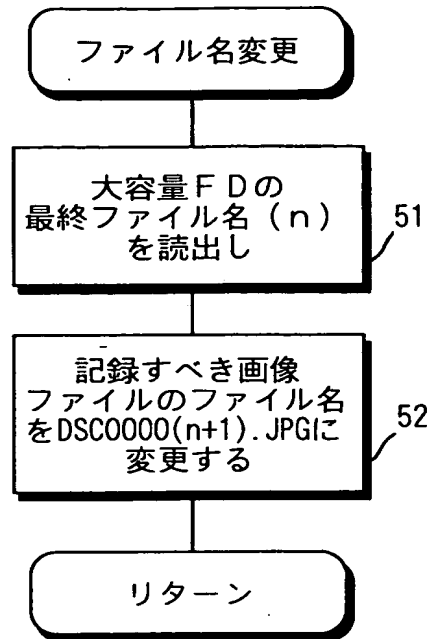 ファイル名変更
大容量ＦＤの
最終ファイル名（ｎ）
を読出し
51
記録すべき画像
ファイルのファイル名
をDSC0000(n+1).JPGに
変更する
52
リターン